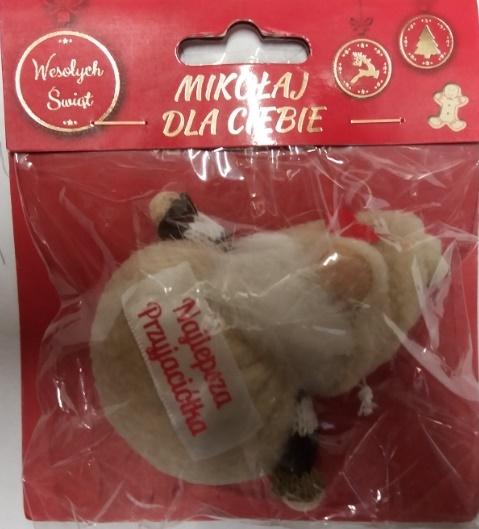 Wesołych
Świąt
MIKOŁAJ
DLA CIEBIE
Najlepsza
Przyjaciółka